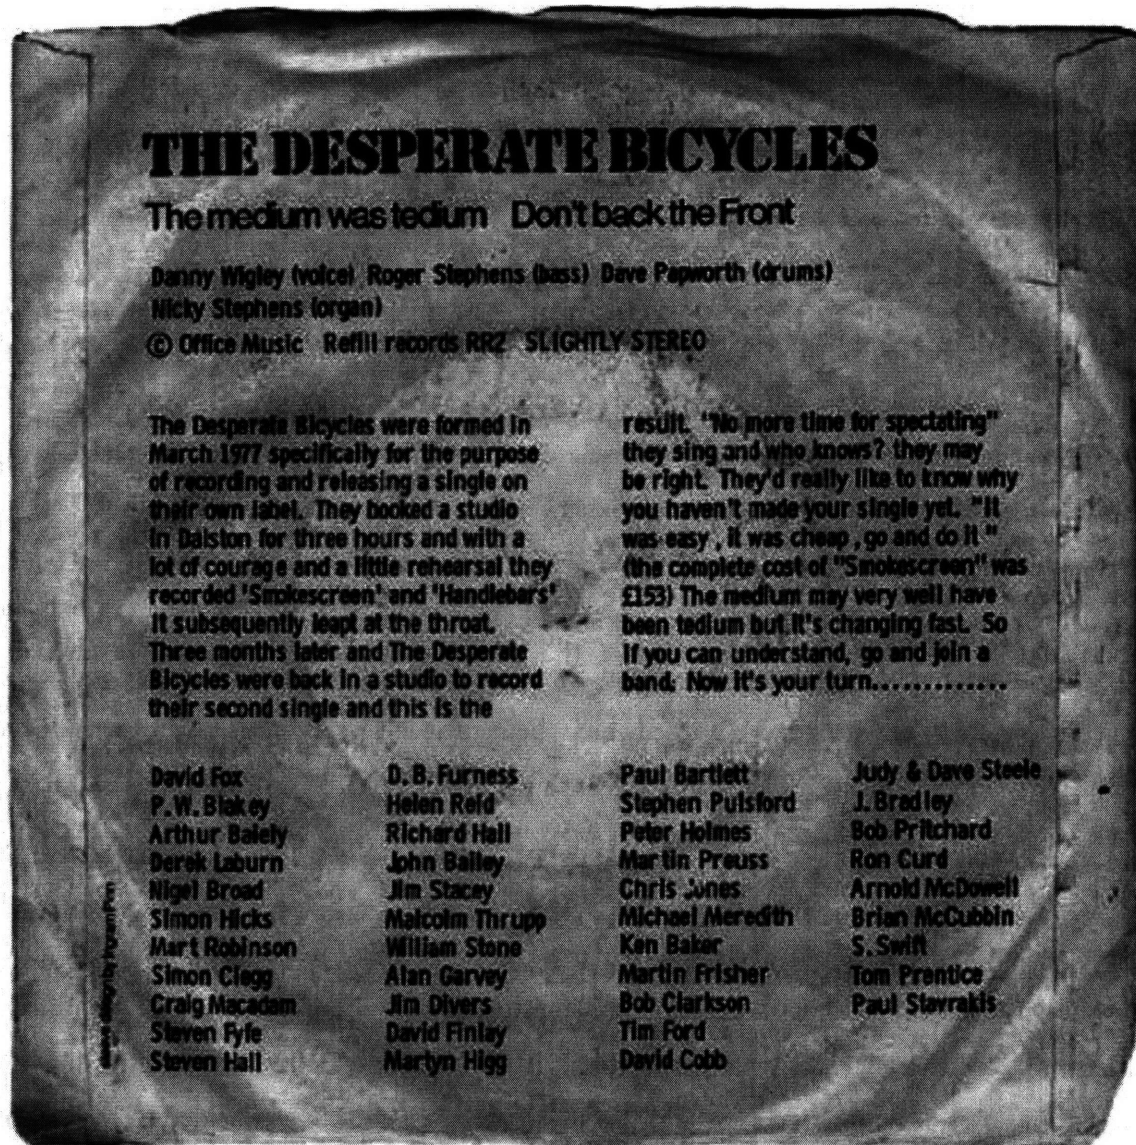 THE DESPERATE BICYCLES
The medium was tedium Don't back the Front
Danny Wigley (voice) Roger Stephens (bass) Dave Papworth (drums)
Nicky Stephens (organ)
© Office Music Refill records RR2 SLIGHTLY STEREO
The Desperate Bicycles were formed in
March 1977 specifically for the purpose
of recording and releasing a single on
their own label. They booked a studio
in Dalston for three hours and with a
lot of courage and a little rehearsal they
recorded 'Smokescreen' and 'Handlebars'
It subsequently leapt at the throat.
Three months later and The Desperate
Bicycles were back in a studio to record
their second single and this is the
result. "No more time for spectating"
they sing and who knows? they may
be right. They'd really like to know why
you haven't made your single yet. "It
was easy, it was cheap, go and do it"
(the complete cost of "Smokescreen" was
£153) The medium may very well have
been tedium but it's changing fast. So
if you can understand, go and join a
band. Now it's your turn.............
David Fox
P.W. Blakey
Arthur Baiely
Derek Laburn
Nigel Broad
Simon Hicks
Mart Robinson
Simon Clegg
Craig Macadam
Steven Fyfe
Steven Hall
D.B. Furness
Helen Reid
Richard Hall
John Bailey
Jim Stacey
Malcolm Thrupp
William Stone
Alan Garvey
Jim Divers
David Finlay
Martyn Higg
Paul Bartlett
Stephen Pulsford
Peter Holmes
Martin Preuss
Chris Jones
Michael Meredith
Ken Baker
Martin Frisher
Bob Clarkson
Tim Ford
David Cobb
Judy & Dave Steele
J. Bradley
Bob Pritchard
Ron Curd
Arnold McDowell
Brian McCubbin
S. Swift
Tom Prentice
Paul Stavrakis
design by Ingram Pinn